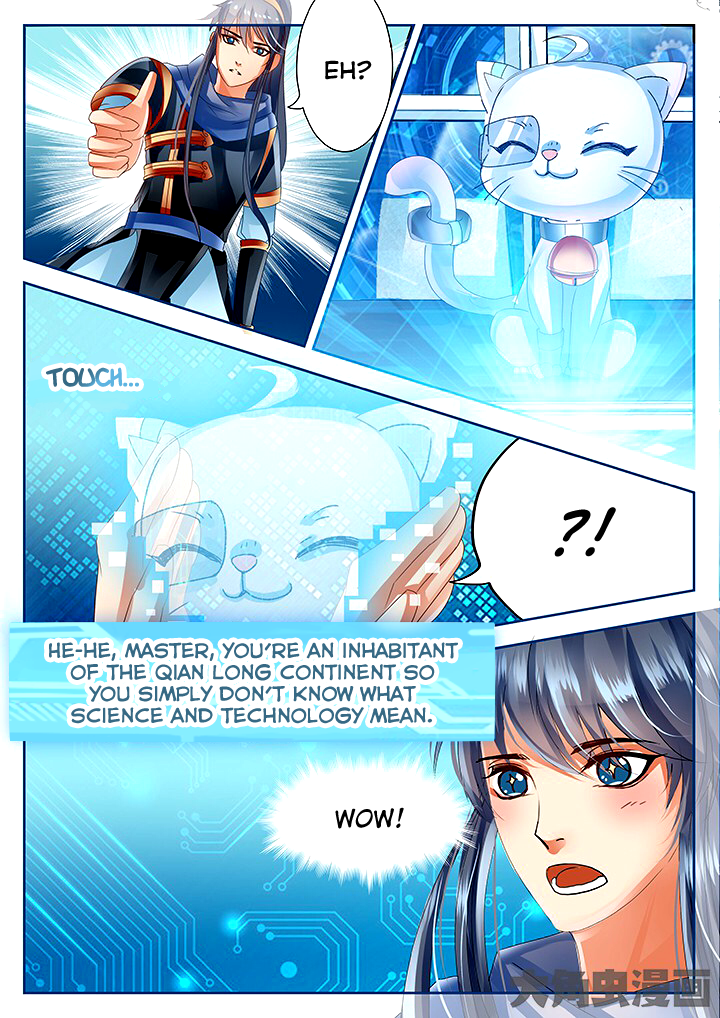 EH?
TOUCH...
?!
HE-HE, MASTER, YOU'RE AN INHABITANT
OF THE QIAN LONG CONTINENT SO
YOU SIMPLY DON'T KNOW WHAT
SCIENCE AND TECHNOLOGY MEAN.
WOW!
大角虫漫画